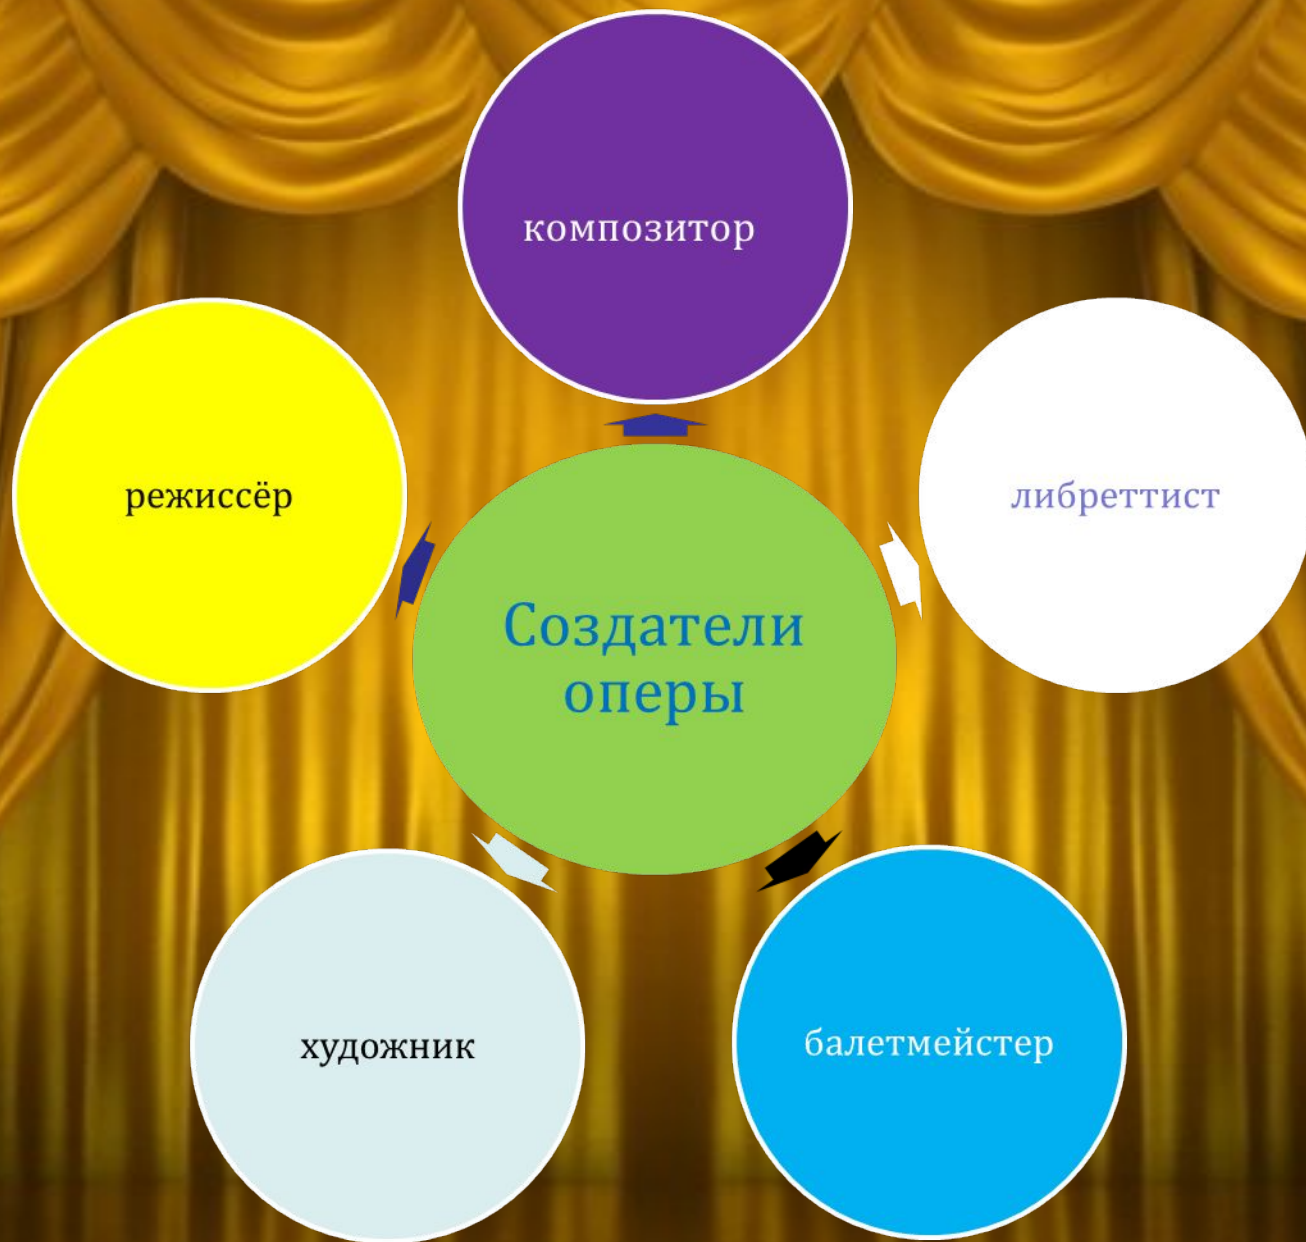 композитор
режиссёр
либреттист
Создатели
оперы
художник
балетмейстер